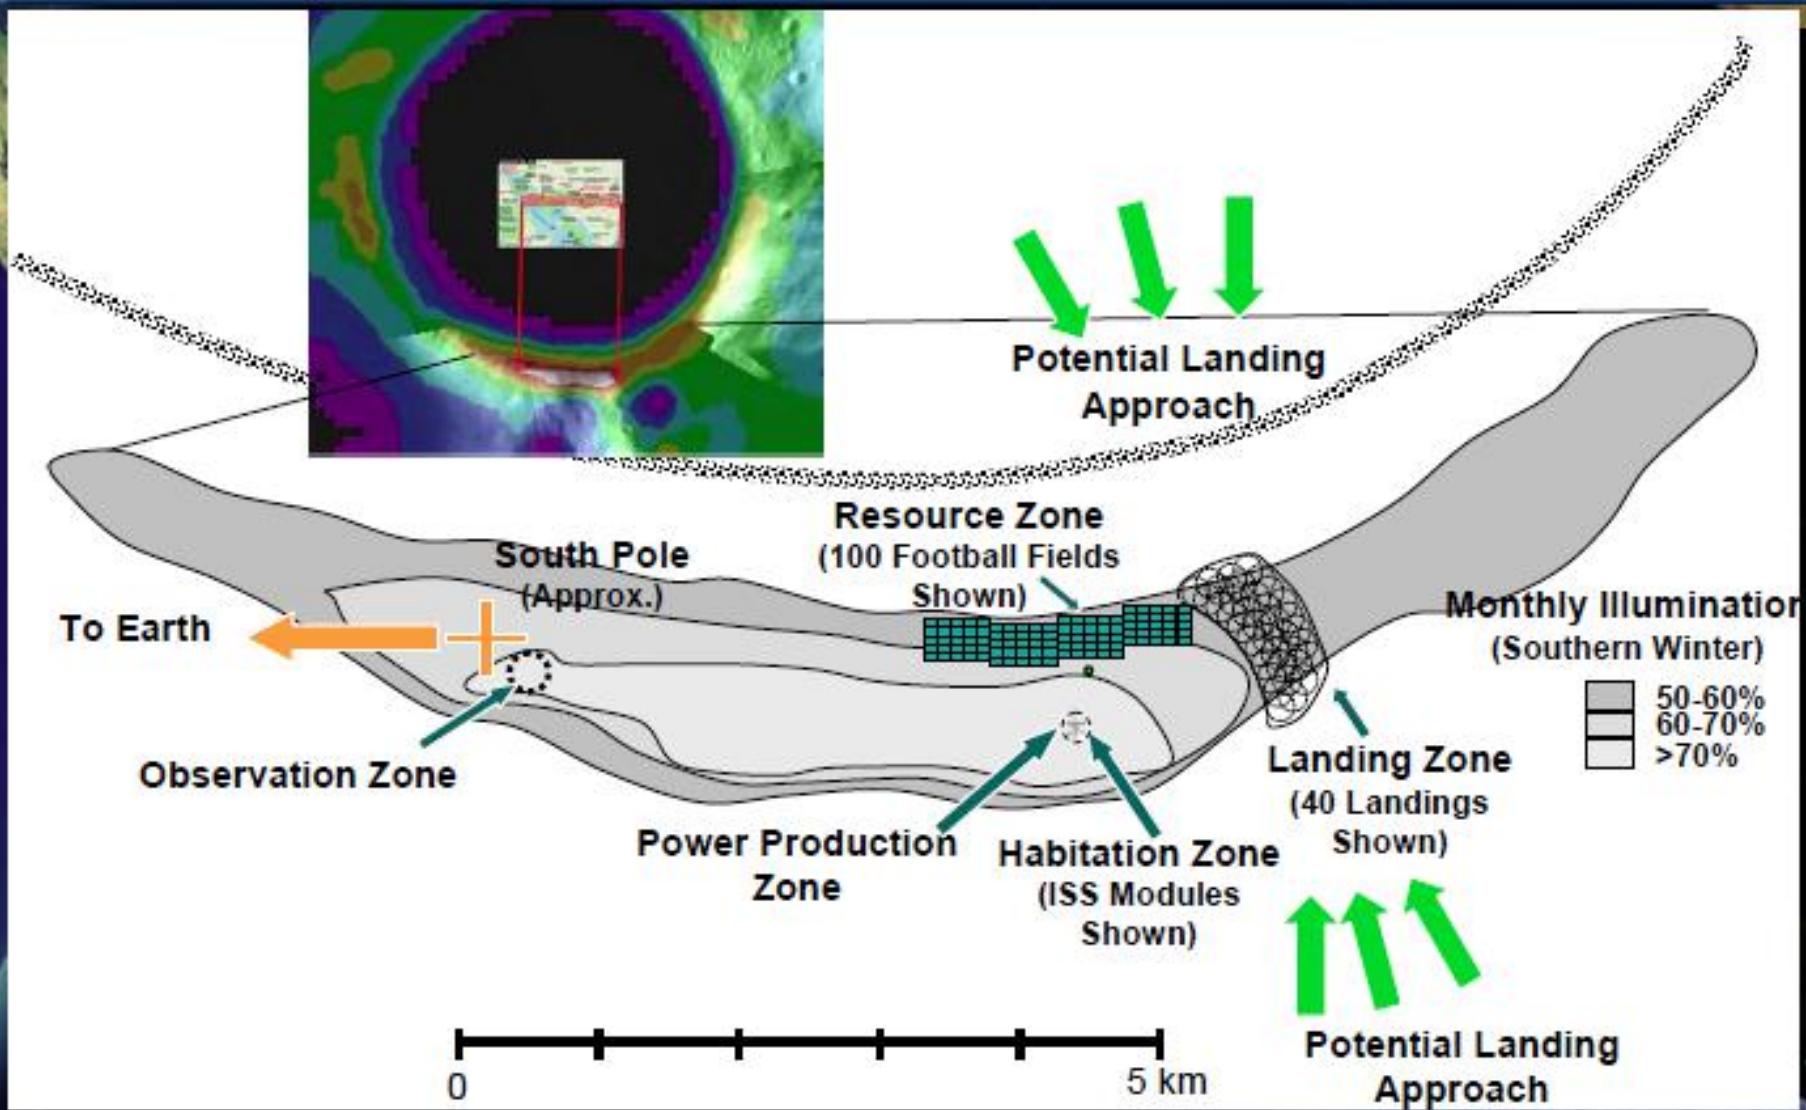 Potential Landing
Approach
Resource Zone
(100 Football Fields
Shown)
South Pole
(Approx.)
To Earth
Monthly Illumination
(Southern Winter)
50-60%
60-70%
>70%
Observation Zone
Landing Zone
(40 Landings
Shown)
Power Production
Zone
Habitation Zone
(ISS Modules
Shown)
Potential Landing
Approach
0
5 km